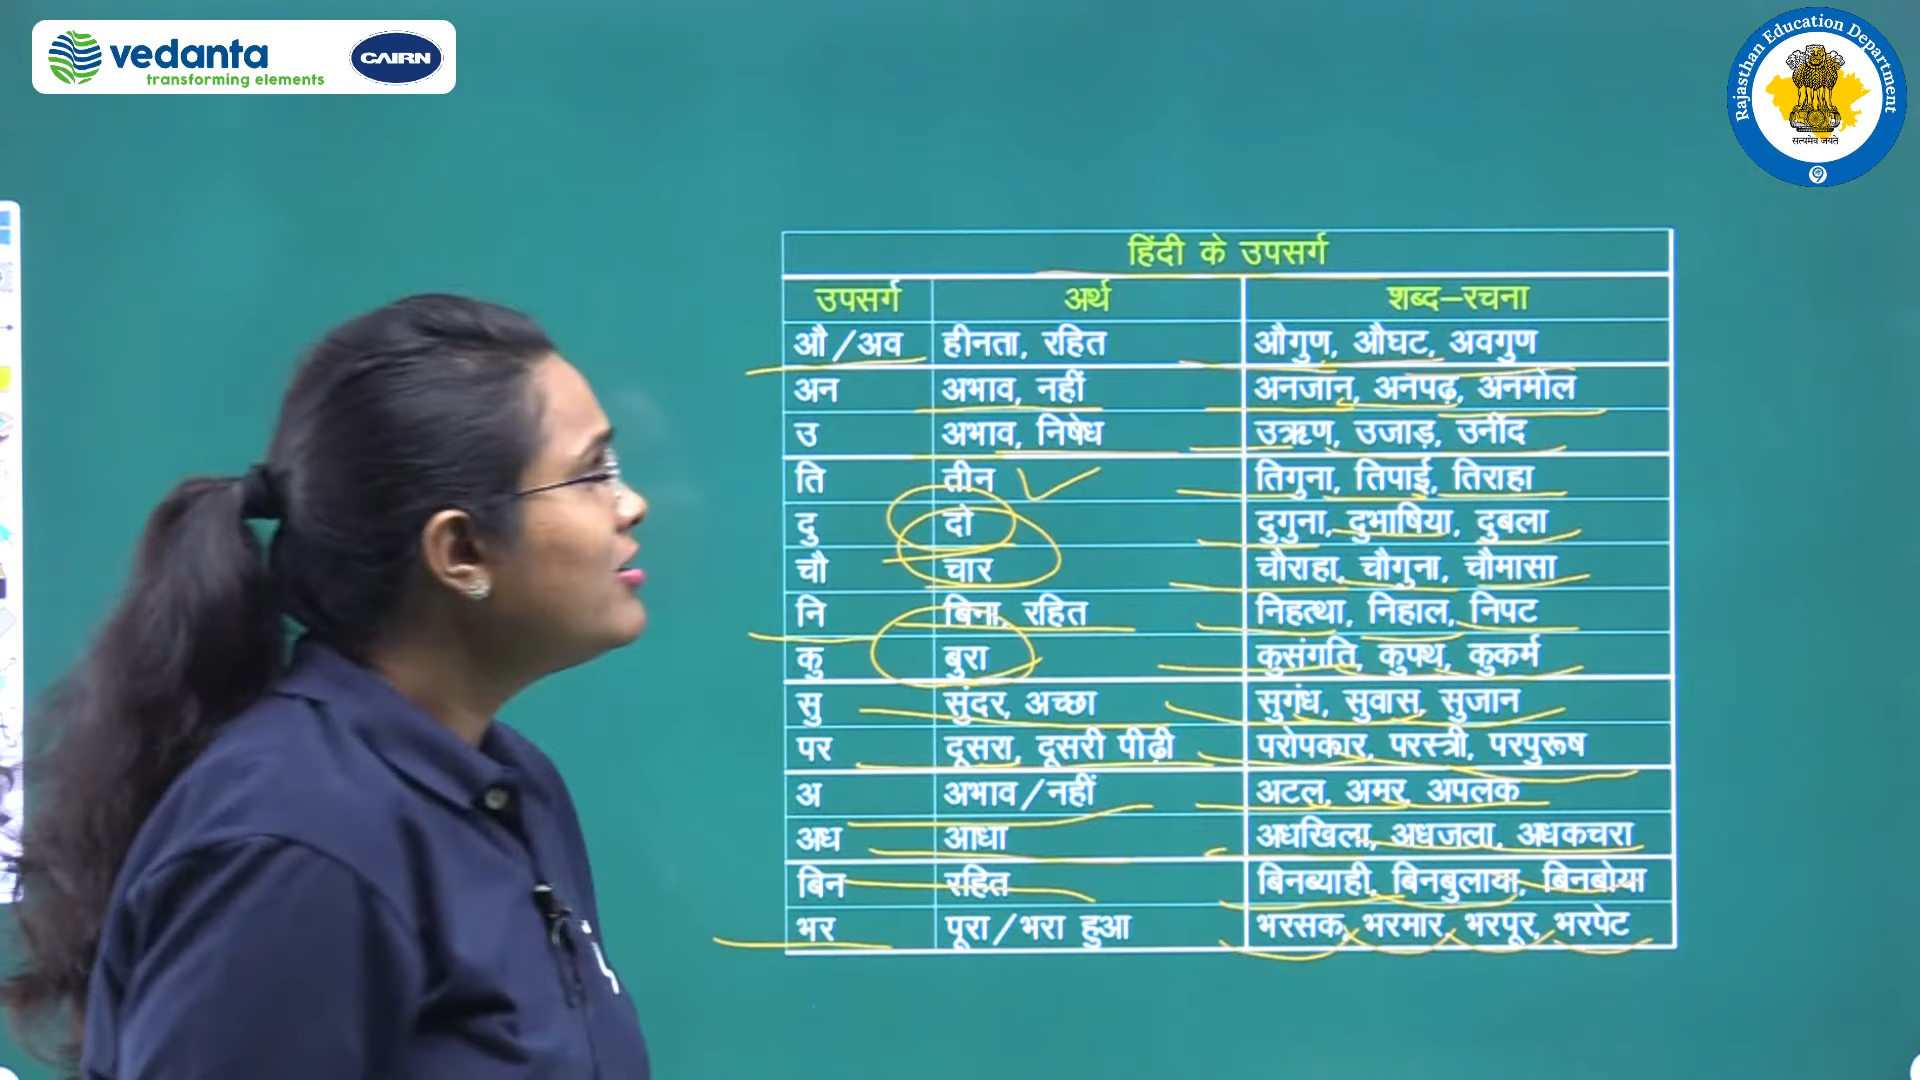 vedanta
transforming elements
CAIRN
Rajasthan Education Department
सत्यमेव जयते
हिंदी के उपसर्ग
उपसर्ग अर्थ शब्द–रचना
औ/अव हीनता, रहित औगुण, औघट, अवगुण
अन अभाव, नहीं अनजान, अनपढ़, अनमोल
उ अभाव, निषेध उऋण, उजाड़, उनींद
ति तीन तिगुना, तिपाई, तिराहा
दु दो दुगुना, दुभाषिया, दुबला
चौ चार चौराहा, चौगुना, चौमासा
नि बिना, रहित निहत्था, निहाल, निपट
कु बुरा कुसंगति, कुपथ, कुकर्म
सु सुंदर, अच्छा सुगंध, सुवास, सुजान
पर दूसरा, दूसरी पीढ़ी परोपकार, परस्त्री, परपुरूष
अ अभाव/नहीं अटल, अमर, अपलक
अध आधा अधखिला, अधजला, अधकचरा
बिन रहित बिनब्याही, बिनबुलाया, बिनबोया
भर पूरा/भरा हुआ भरसक, भरमार, भरपूर, भरपेट